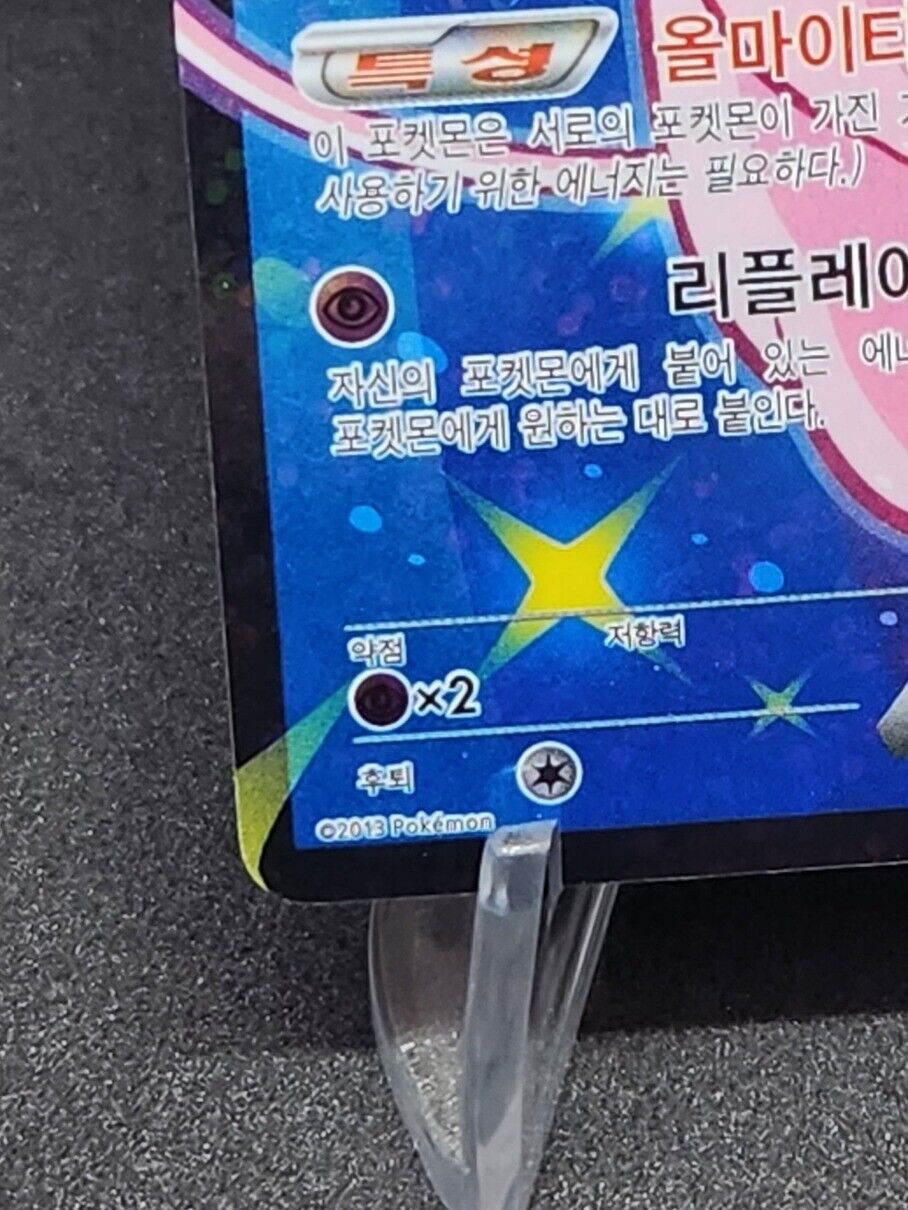 특성 올마이티
이 포켓몬은 서로의 포켓몬이 가진
사용하기 위한 에너지는 필요하다.)
리플레이
자신의 포켓몬에게 붙어 있는 에너
포켓몬에게 원하는 대로 붙인다.
약점
저항력
×2
후퇴
©2013 Pokémon